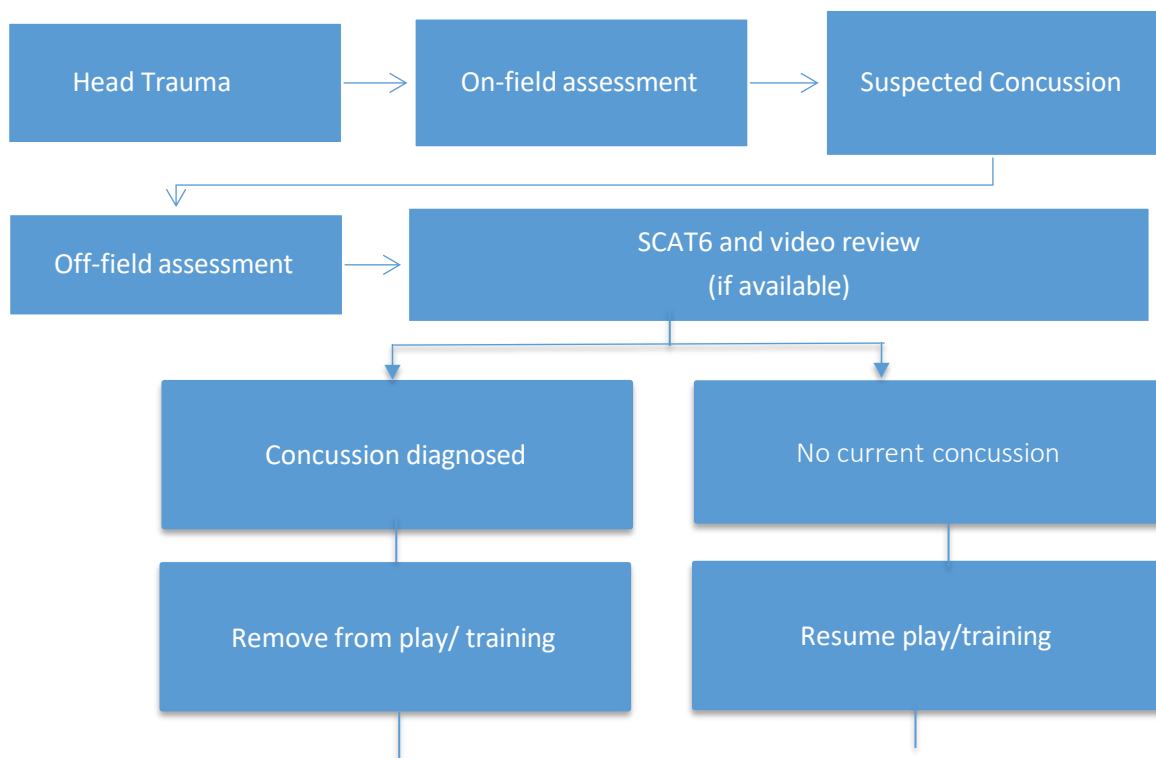 Head Trauma
On-field assessment
Suspected Concussion
Off-field assessment
SCAT6 and video review
(if available)
Concussion diagnosed
No current concussion
Remove from play/ training
Resume play/training